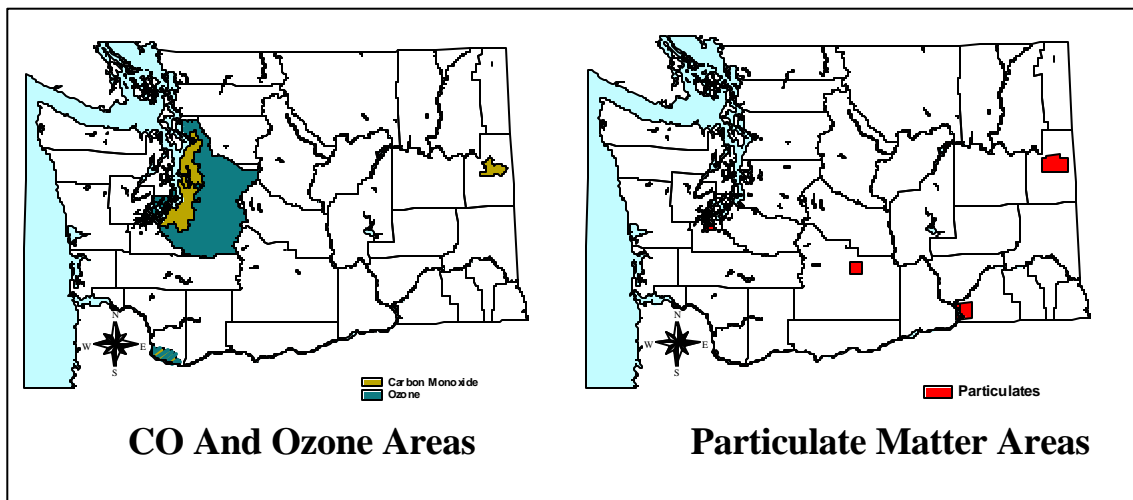 N
W E
S
Carbon Monoxide
Ozone
CO And Ozone Areas
N
W E
S
Particulates
Particulate Matter Areas